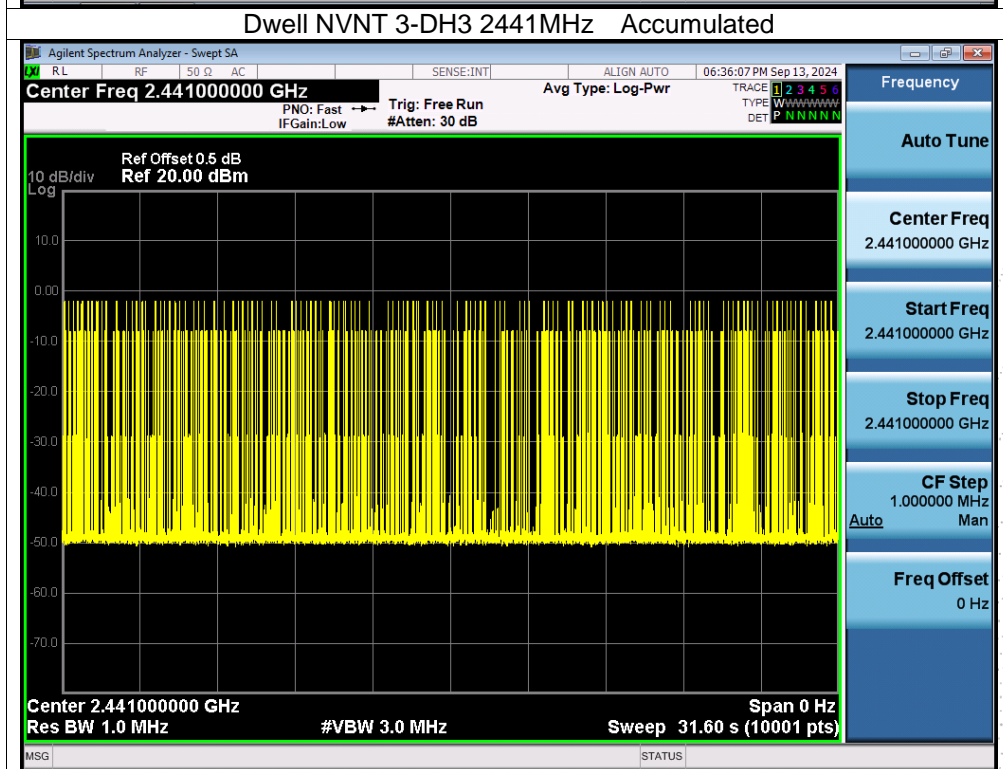 Dwell NVNT 3-DH3 2441MHz Accumulated
Agilent Spectrum Analyzer - Swept SA
LXI RL RF 50 Ω AC SENSE:INT ALIGN AUTO 06:36:07 PM Sep 13, 2024
Center Freq 2.441000000 GHz
PNO: Fast
IFGain:Low
Trig: Free Run
#Atten: 30 dB
Avg Type: Log-Pwr
TRACE 1 2 3 4 5 6
TYPE WWWWWWW
DET P N N N N N
Ref Offset 0.5 dB
10 dB/div Ref 20.00 dBm
Log
10.0
0.00
-10.0
-20.0
-30.0
-40.0
-50.0
-60.0
-70.0
Center 2.441000000 GHz Span 0 Hz
Res BW 1.0 MHz #VBW 3.0 MHz Sweep 31.60 s (10001 pts)
MSG STATUS
Frequency
Auto Tune
Center Freq
2.441000000 GHz
Start Freq
2.441000000 GHz
Stop Freq
2.441000000 GHz
CF Step
1.000000 MHz
Auto Man
Freq Offset
0 Hz